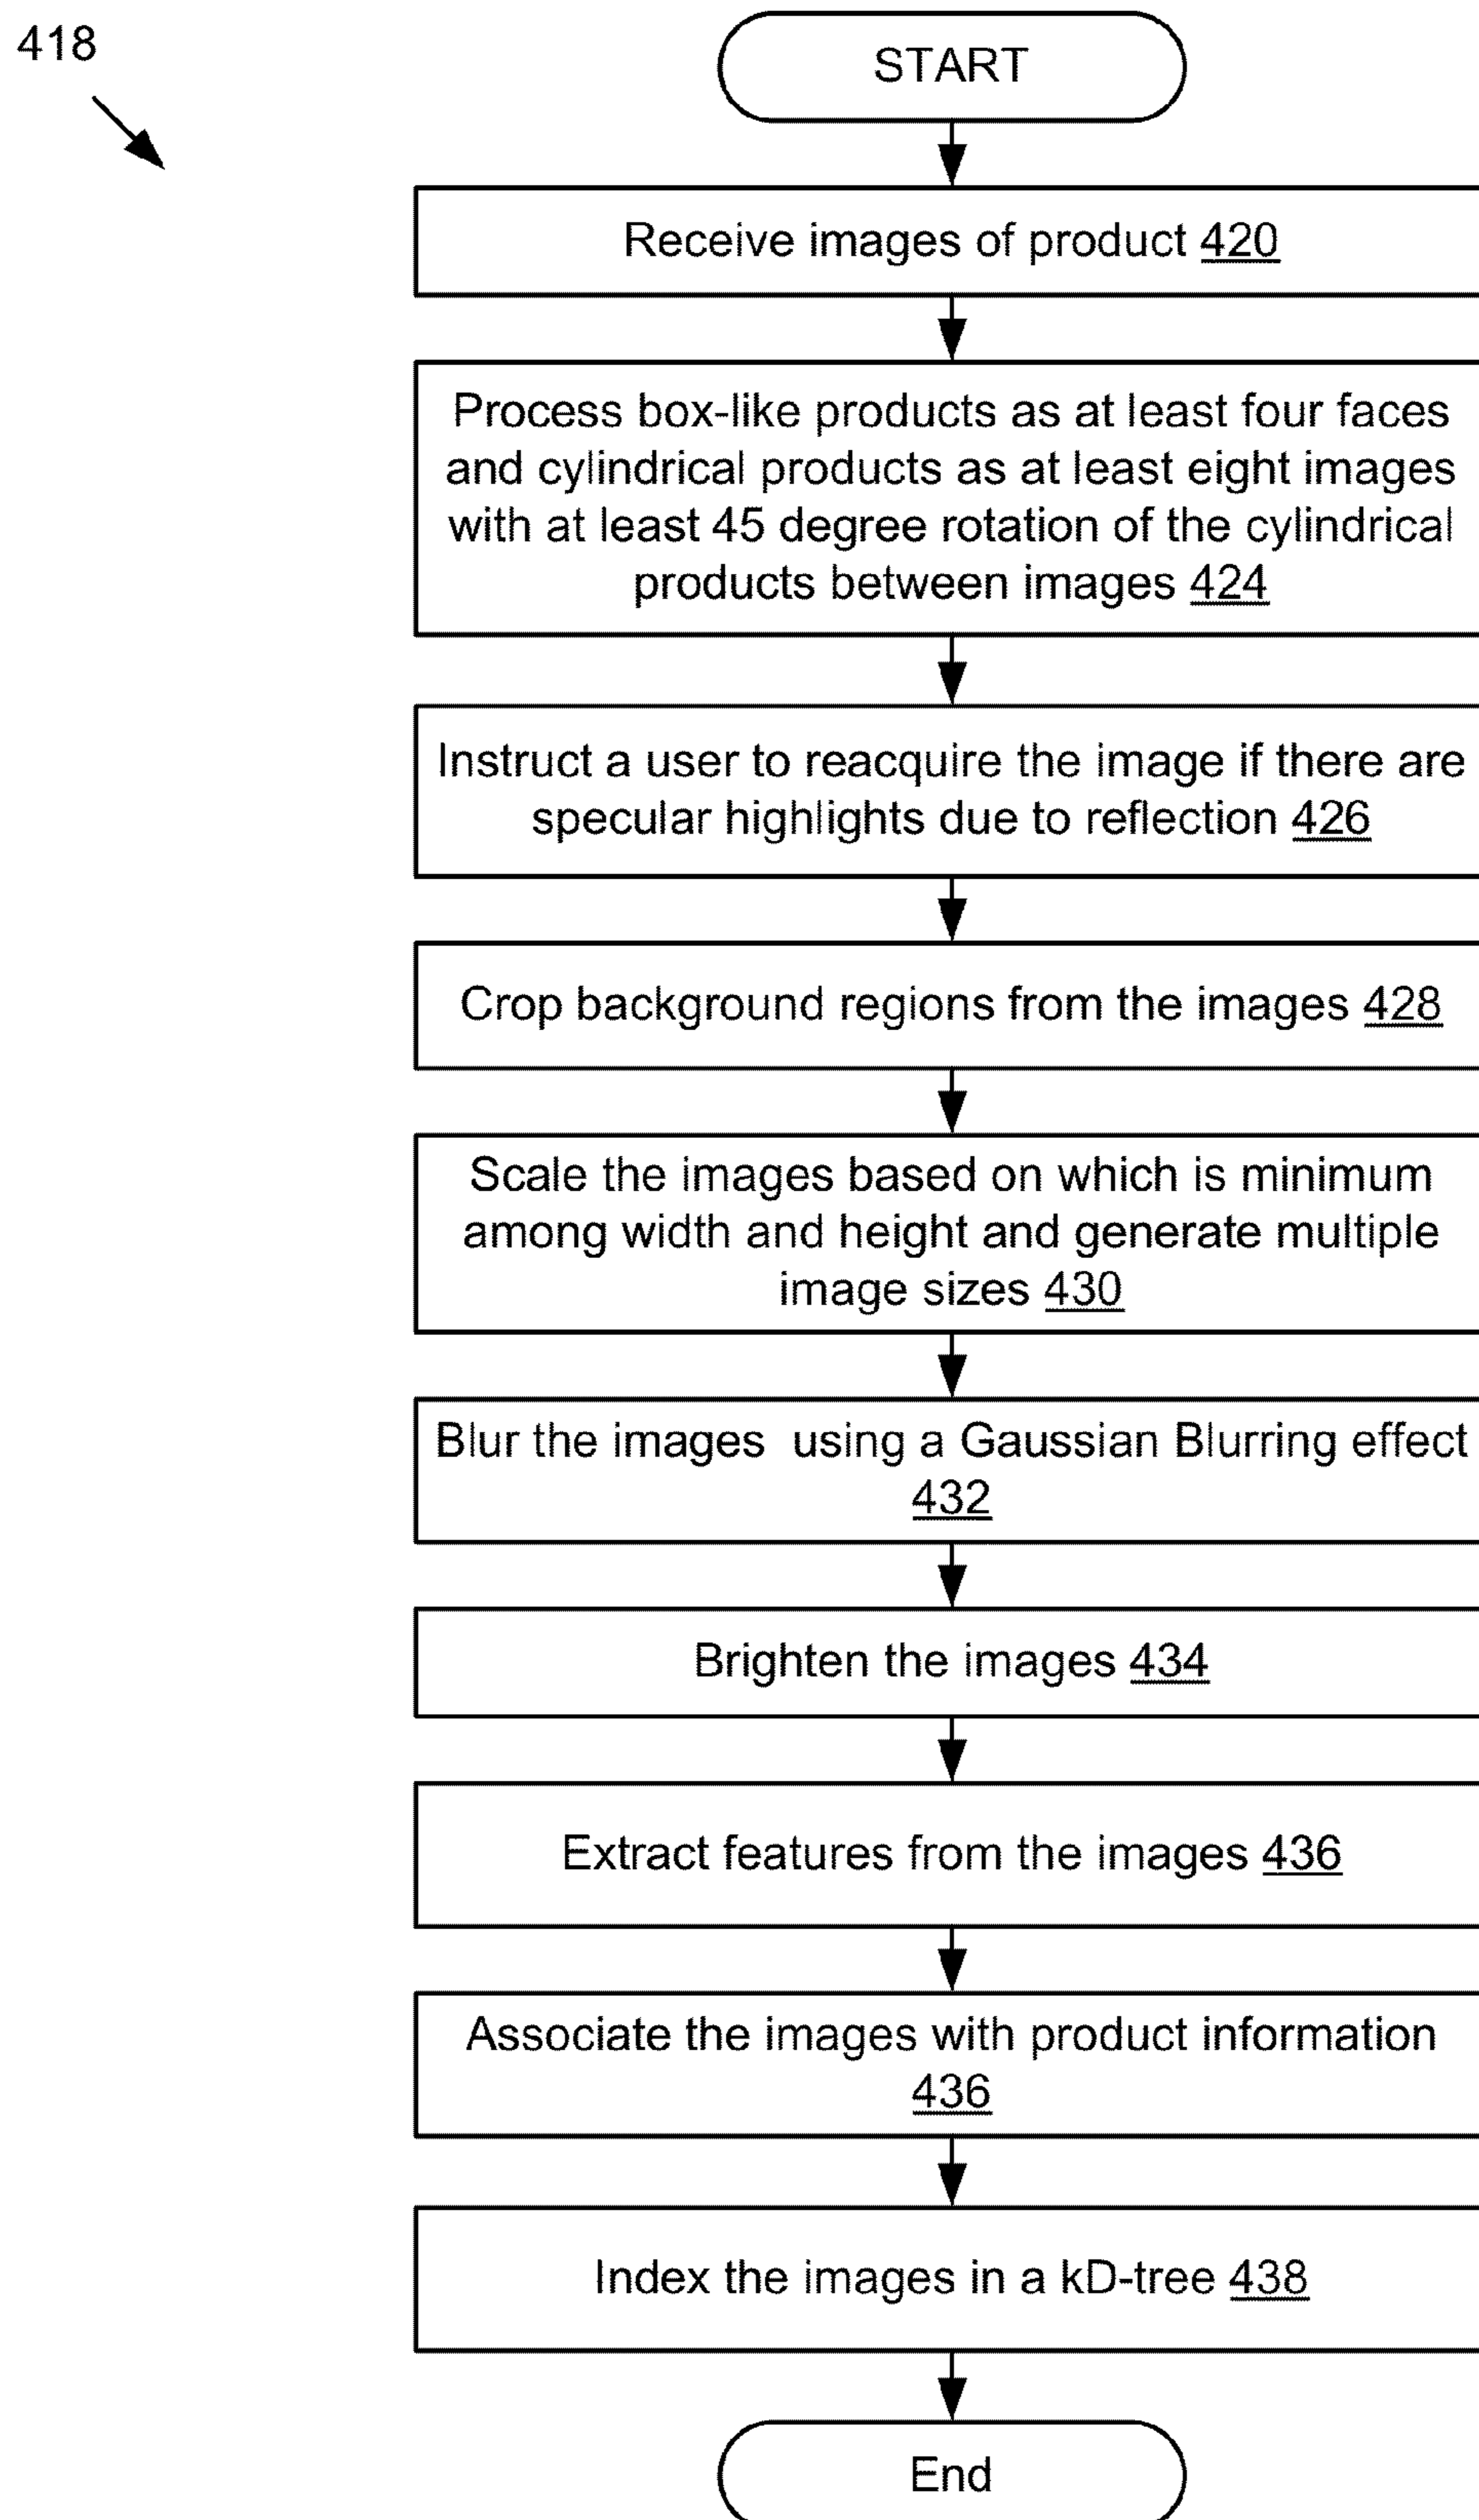 418
START
Receive images of product 420
Process box-like products as at least four faces
and cylindrical products as at least eight images
with at least 45 degree rotation of the cylindrical
products between images 424
Instruct a user to reacquire the image if there are
specular highlights due to reflection 426
Crop background regions from the images 428
Scale the images based on which is minimum
among width and height and generate multiple
image sizes 430
Blur the images using a Gaussian Blurring effect
432
Brighten the images 434
Extract features from the images 436
Associate the images with product information
436
Index the images in a kD-tree 438
End